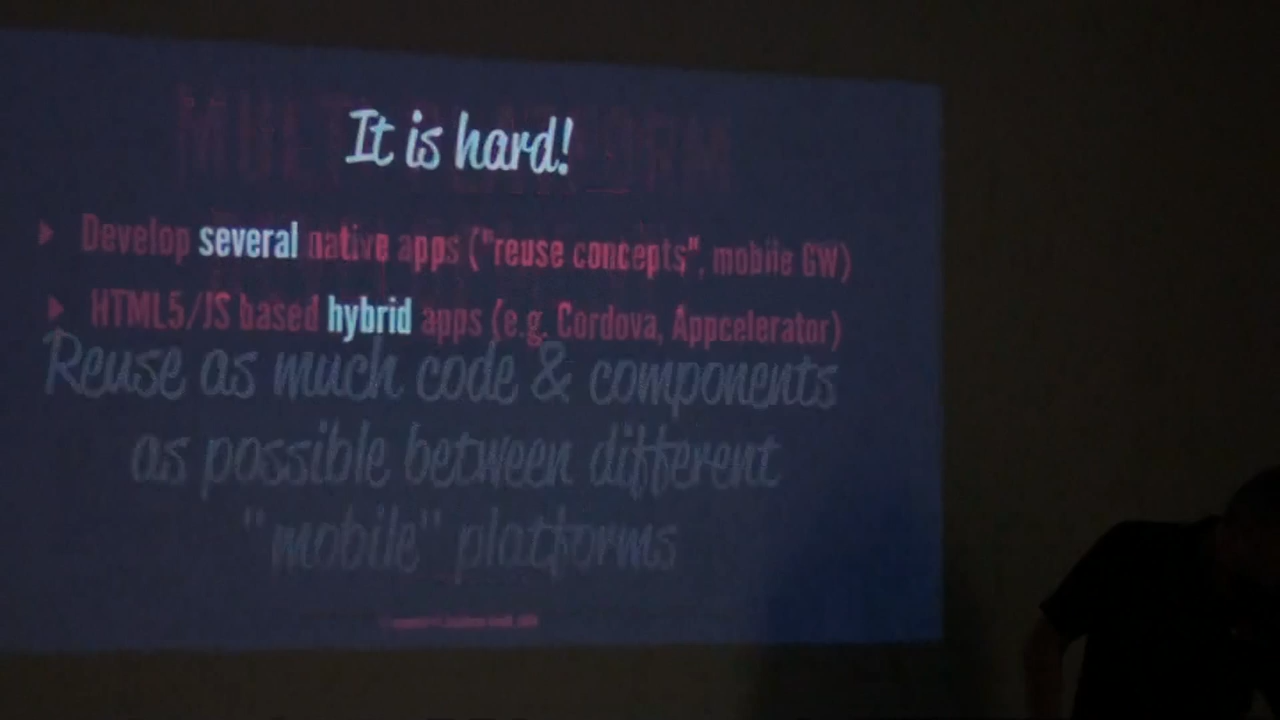 It is hard!
Develop several native apps ("reuse concepts", mobile GW)
HTML5/JS based hybrid apps (e.g. Cordova, Appcelerator)
Reuse as much code & components
as possible between different
"mobile" platforms